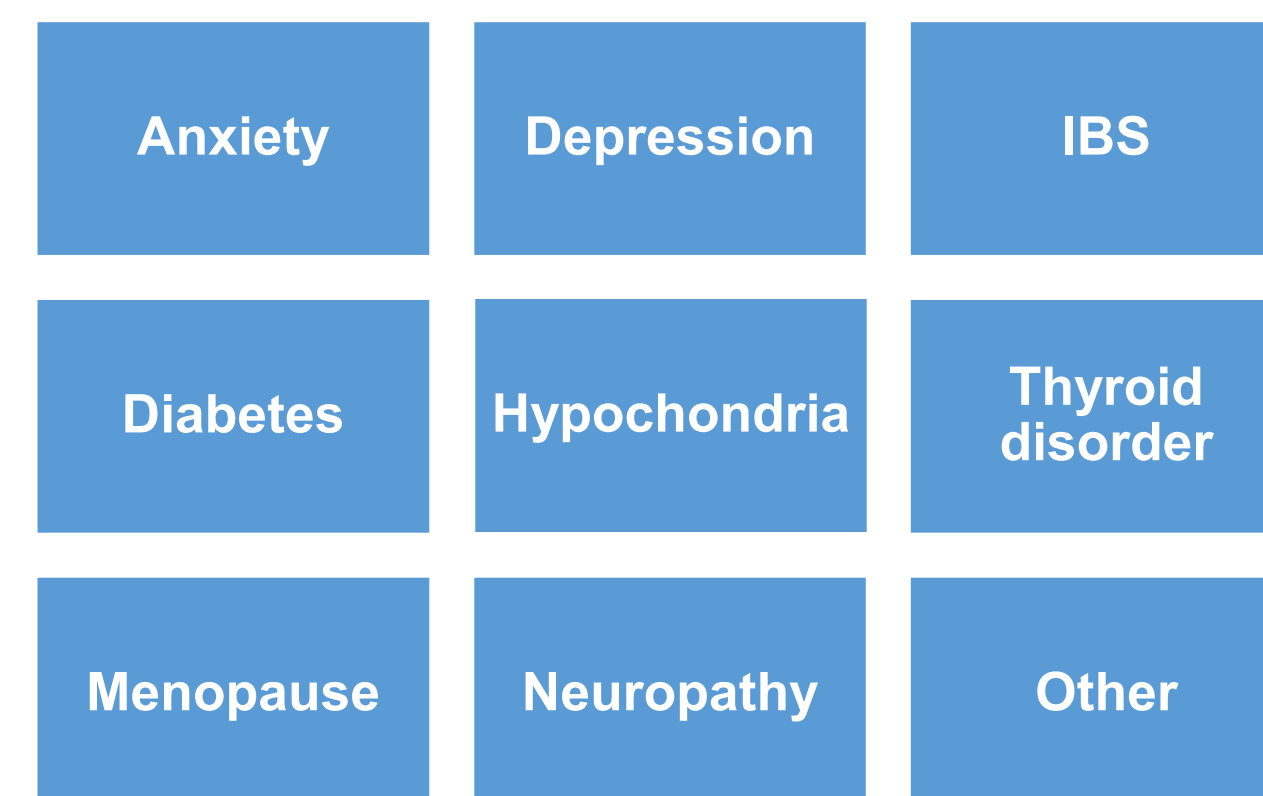 Anxiety
Depression
IBS
Diabetes
Hypochondria
Thyroid
disorder
Menopause
Neuropathy
Other